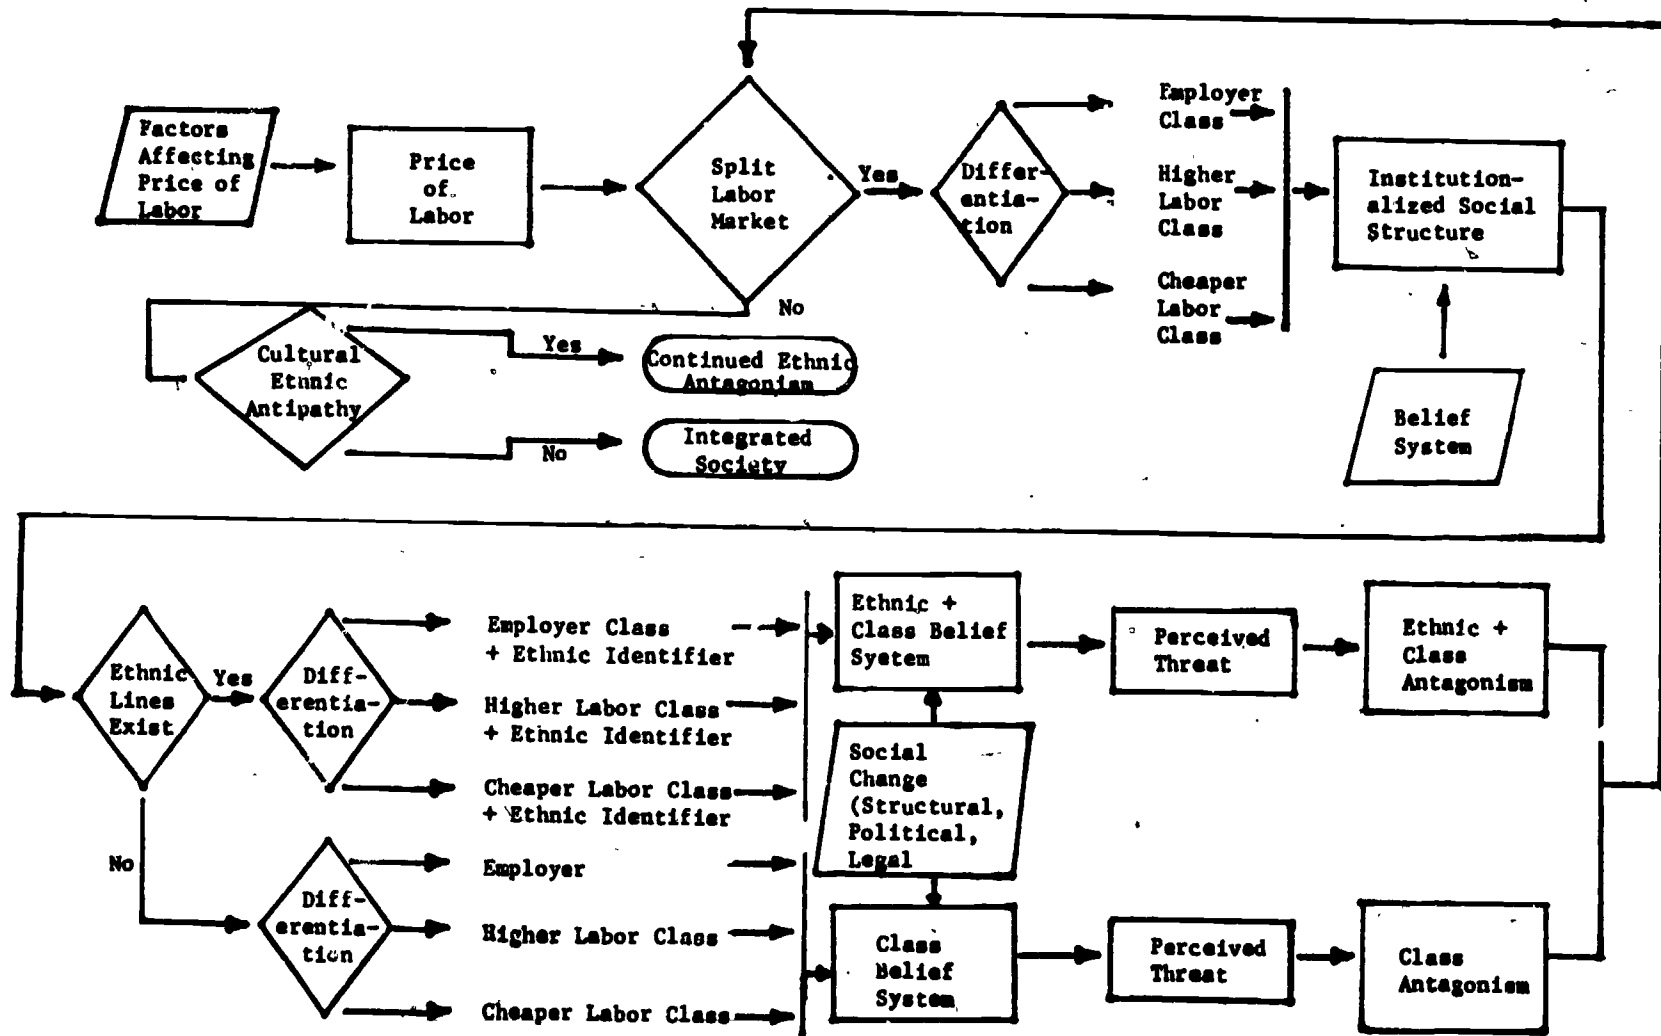 Factors
Affecting
Price of
Labor
Price
of
Labor
Split
Labor
Market
Yes
Differ-
entia-
tion
Employer
Class
Higher
Labor
Class
Cheaper
Labor
Class
Institution-
alized Social
Structure
No
Cultural
Ethnic
Antipathy
Yes
Continued Ethnic
Antagonism
No
Integrated
Society
Belief
System
Ethnic
Lines
Exist
Yes
Diff-
erentia-
tion
Employer Class
+ Ethnic Identifier
Higher Labor Class
+ Ethnic Identifier
Cheaper Labor Class
+ Ethnic Identifier
Ethnic +
Class Belief
System
Perceived
Threat
Ethnic +
Class
Antagonism
Social
Change
(Structural,
Political,
Legal
No
Diff-
erentia-
tion
Employer
Higher Labor Class
Cheaper Labor Class
Class
Belief
System
Perceived
Threat
Class
Antagonism